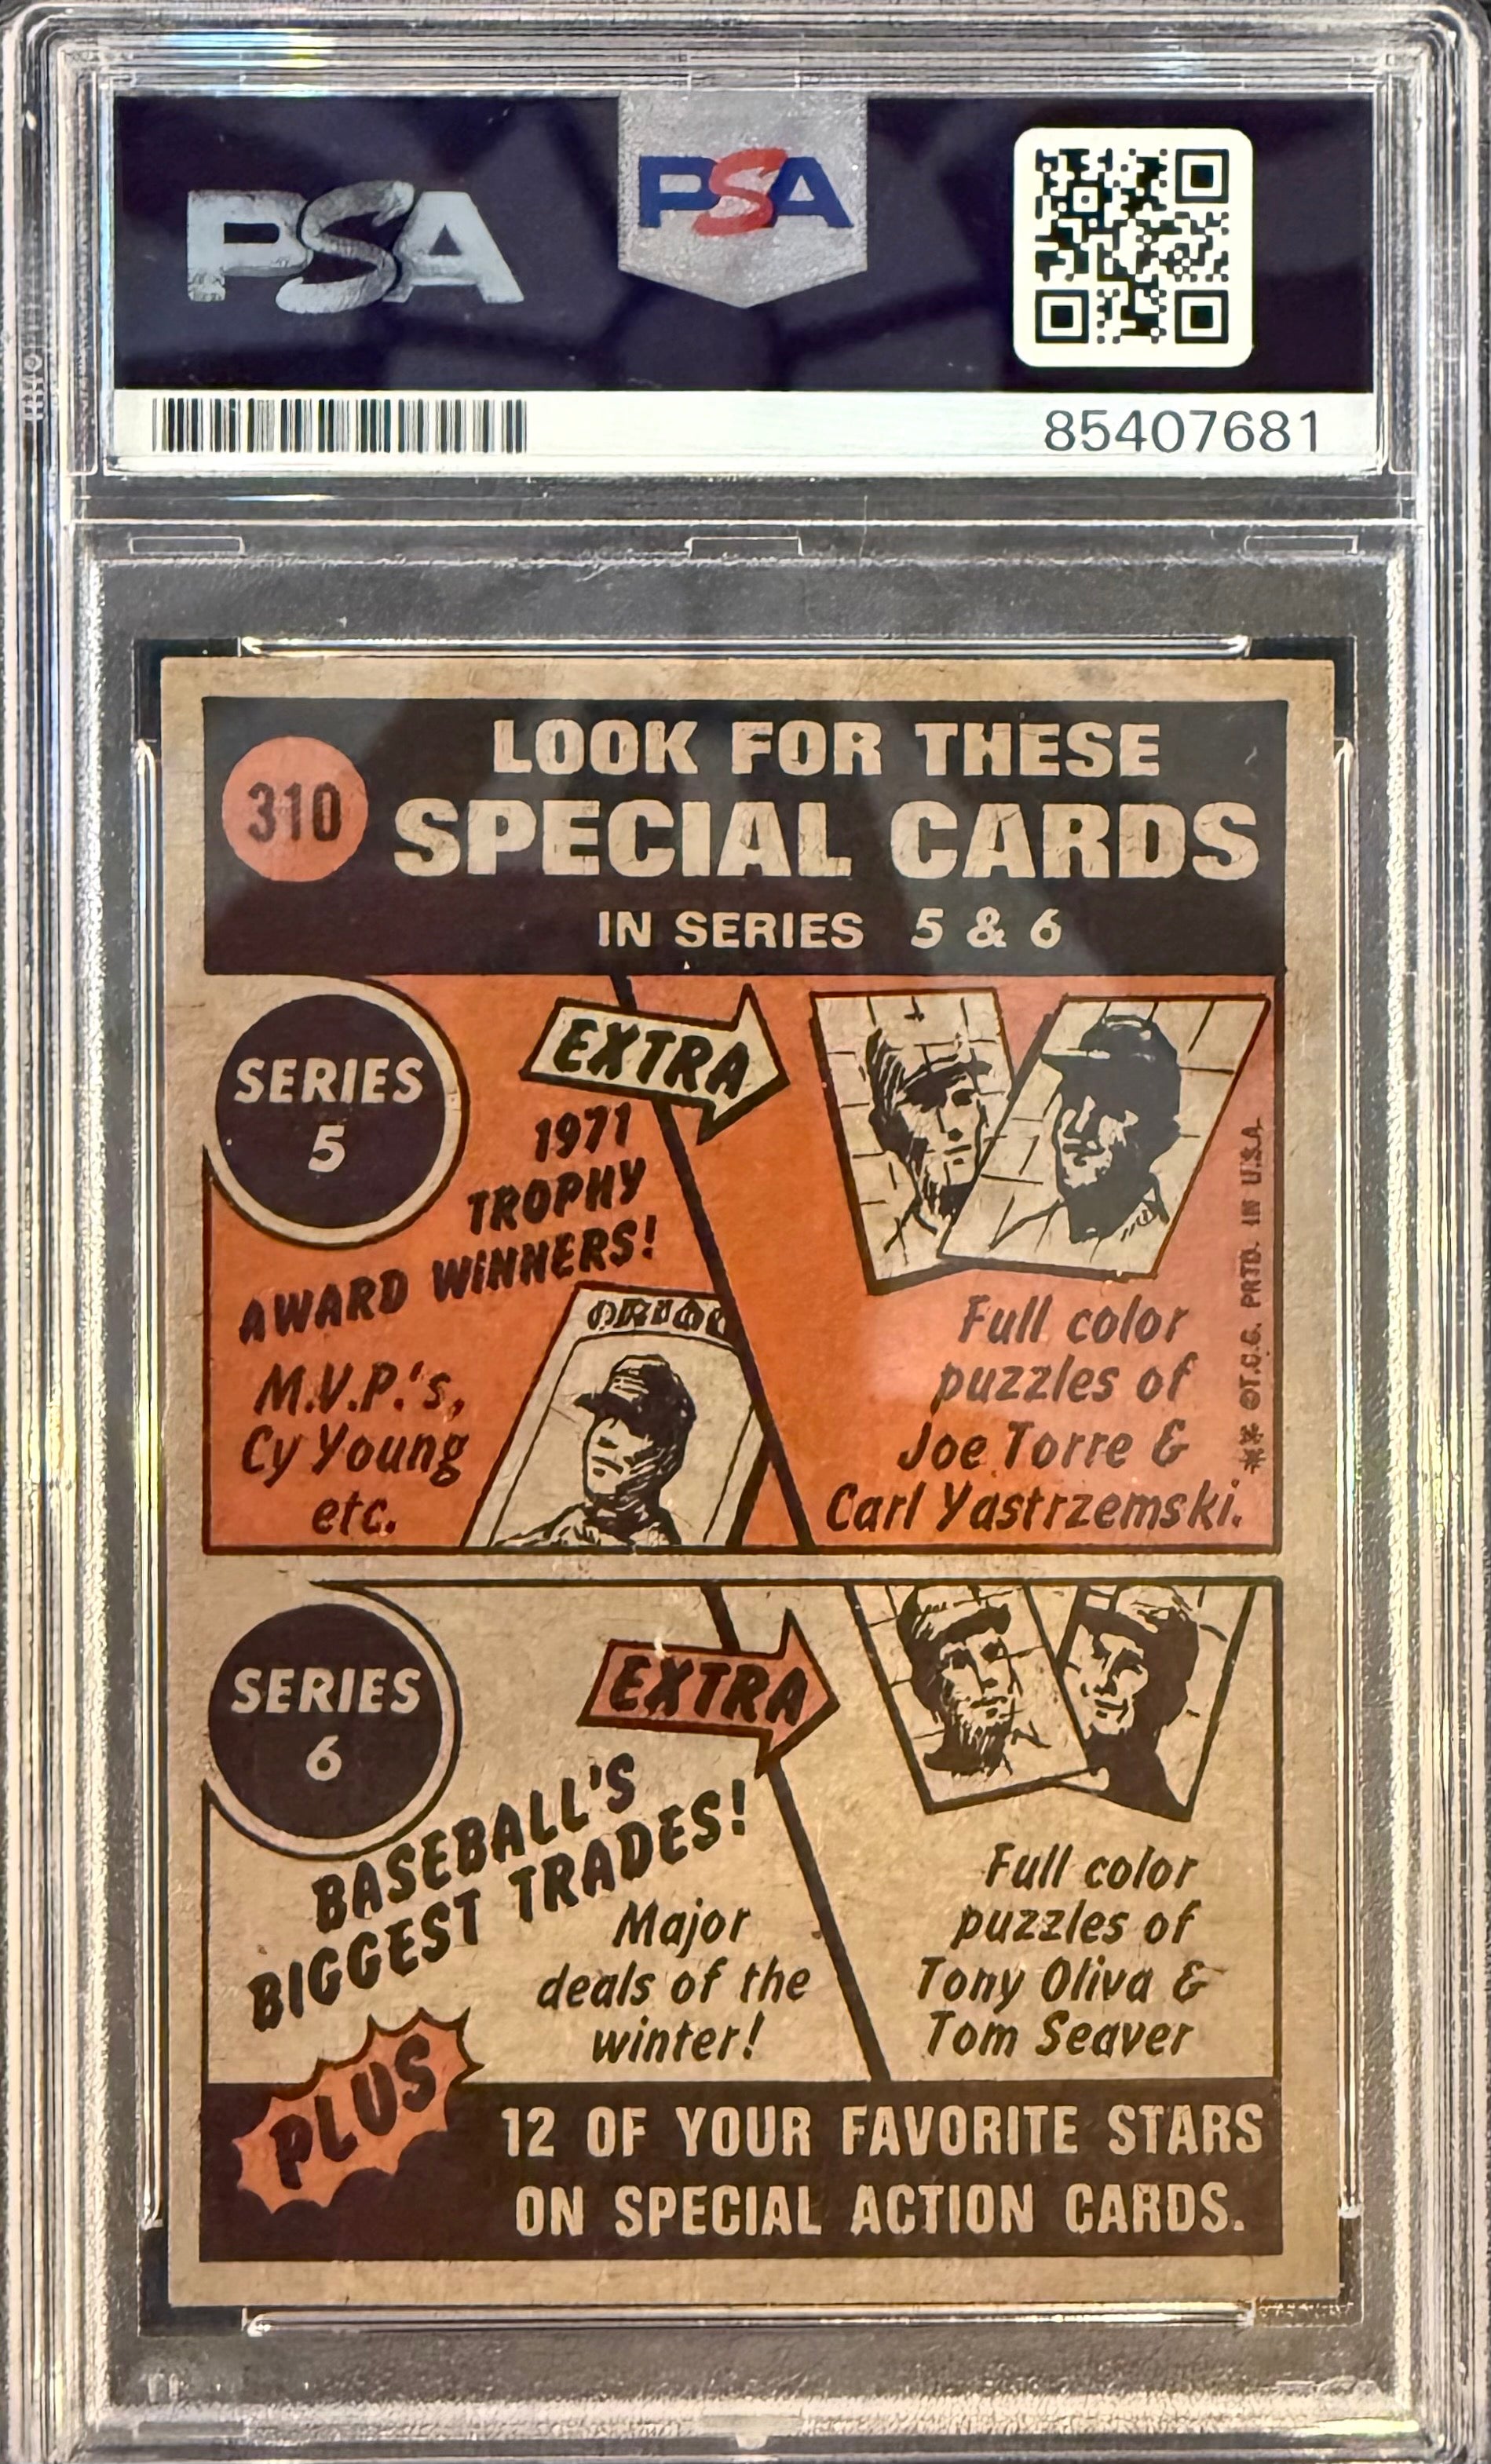 PSA
PSA
85407681
310
LOOK FOR THESE
SPECIAL CARDS
IN SERIES 5 & 6
SERIES
5
EXTRA
1971
TROPHY
AWARD WINNERS!
M.V.P.'s,
Cy Young
etc.
Full color
puzzles of
Joe Torre &
Carl Yastrzemski.
** ©T.C.G. PRTD. IN U.S.A.
SERIES
6
EXTRA
BASEBALL'S
BIGGEST TRADES!
Major
deals of the
winter!
Full color
puzzles of
Tony Oliva &
Tom Seaver
PLUS
12 OF YOUR FAVORITE STARS
ON SPECIAL ACTION CARDS.